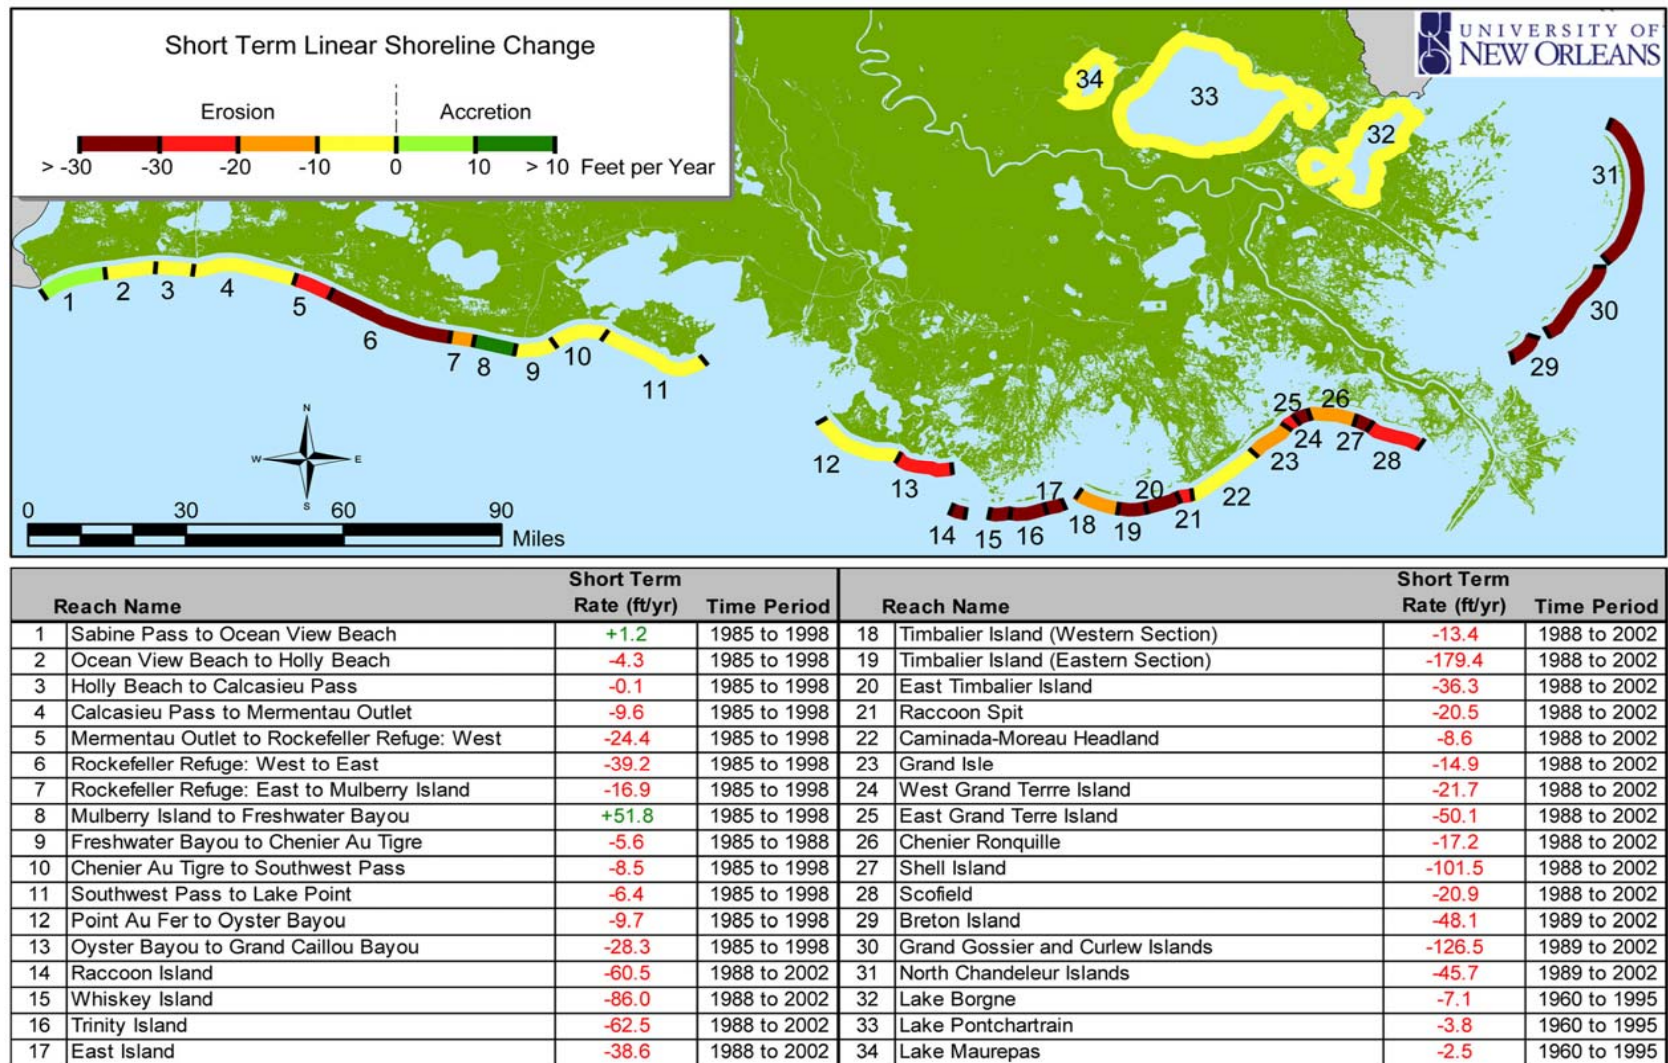 Short Term Linear Shoreline Change
Erosion Accretion
> -30 -30 -20 -10 0 10 > 10 Feet per Year
UNIVERSITY OF
NEW ORLEANS
34
33
32
31
1 2 3 4 5 6 7 8 9 10 11
30
29
25 26
24 27
23 28
12
13
17 20
22
18 21
14 15 16 19
N
W E
S
0 30 60 90
Miles
Reach Name Short Term Rate (ft/yr) Time Period Reach Name Short Term Rate (ft/yr) Time Period
1 Sabine Pass to Ocean View Beach +1.2 1985 to 1998 18 Timbalier Island (Western Section) -13.4 1988 to 2002
2 Ocean View Beach to Holly Beach -4.3 1985 to 1998 19 Timbalier Island (Eastern Section) -179.4 1988 to 2002
3 Holly Beach to Calcasieu Pass -0.1 1985 to 1998 20 East Timbalier Island -36.3 1988 to 2002
4 Calcasieu Pass to Mermentau Outlet -9.6 1985 to 1998 21 Raccoon Spit -20.5 1988 to 2002
5 Mermentau Outlet to Rockefeller Refuge: West -24.4 1985 to 1998 22 Caminada-Moreau Headland -8.6 1988 to 2002
6 Rockefeller Refuge: West to East -39.2 1985 to 1998 23 Grand Isle -14.9 1988 to 2002
7 Rockefeller Refuge: East to Mulberry Island -16.9 1985 to 1998 24 West Grand Terrre Island -21.7 1988 to 2002
8 Mulberry Island to Freshwater Bayou +51.8 1985 to 1998 25 East Grand Terre Island -50.1 1988 to 2002
9 Freshwater Bayou to Chenier Au Tigre -5.6 1985 to 1988 26 Chenier Ronquille -17.2 1988 to 2002
10 Chenier Au Tigre to Southwest Pass -8.5 1985 to 1998 27 Shell Island -101.5 1988 to 2002
11 Southwest Pass to Lake Point -6.4 1985 to 1998 28 Scofield -20.9 1988 to 2002
12 Point Au Fer to Oyster Bayou -9.7 1985 to 1998 29 Breton Island -48.1 1989 to 2002
13 Oyster Bayou to Grand Caillou Bayou -28.3 1985 to 1998 30 Grand Gossier and Curlew Islands -126.5 1989 to 2002
14 Raccoon Island -60.5 1988 to 2002 31 North Chandeleur Islands -45.7 1989 to 2002
15 Whiskey Island -86.0 1988 to 2002 32 Lake Borgne -7.1 1960 to 1995
16 Trinity Island -62.5 1988 to 2002 33 Lake Pontchartrain -3.8 1960 to 1995
17 East Island -38.6 1988 to 2002 34 Lake Maurepas -2.5 1960 to 1995